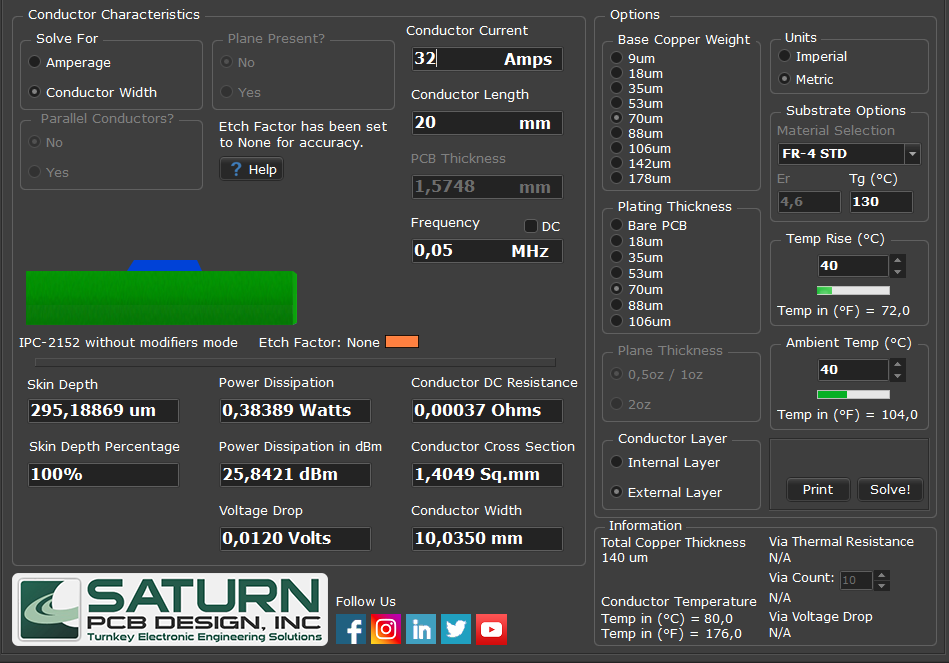 Conductor Characteristics
Solve For
Amperage
Conductor Width
Plane Present?
No
Yes
Parallel Conductors?
No
Yes
Etch Factor has been set
to None for accuracy.
? Help
Conductor Current
32 Amps
Conductor Length
20 mm
PCB Thickness
1,5748 mm
Frequency
DC
0,05 MHz
IPC-2152 without modifiers mode
Etch Factor: None
Skin Depth
295,18869 um
Skin Depth Percentage
100%
Power Dissipation
0,38389 Watts
Power Dissipation in dBm
25,8421 dBm
Voltage Drop
0,0120 Volts
Conductor DC Resistance
0,00037 Ohms
Conductor Cross Section
1,4049 Sq.mm
Conductor Width
10,0350 mm
SATURN
PCB DESIGN, INC
Turnkey Electronic Engineering Solutions
Follow Us
Options
Base Copper Weight
9um
18um
35um
53um
70um
88um
106um
142um
178um
Plating Thickness
Bare PCB
18um
35um
53um
70um
88um
106um
Plane Thickness
0,5oz / 1oz
2oz
Conductor Layer
Internal Layer
External Layer
Units
Imperial
Metric
Substrate Options
Material Selection
FR-4 STD
Er
Tg (°C)
4,6
130
Temp Rise (°C)
40
Temp in (°F) = 72,0
Ambient Temp (°C)
40
Temp in (°F) = 104,0
Print
Solve!
Information
Total Copper Thickness
140 um
Conductor Temperature
Temp in (°C) = 80,0
Temp in (°F) = 176,0
Via Thermal Resistance
N/A
Via Count: 10
N/A
Via Voltage Drop
N/A